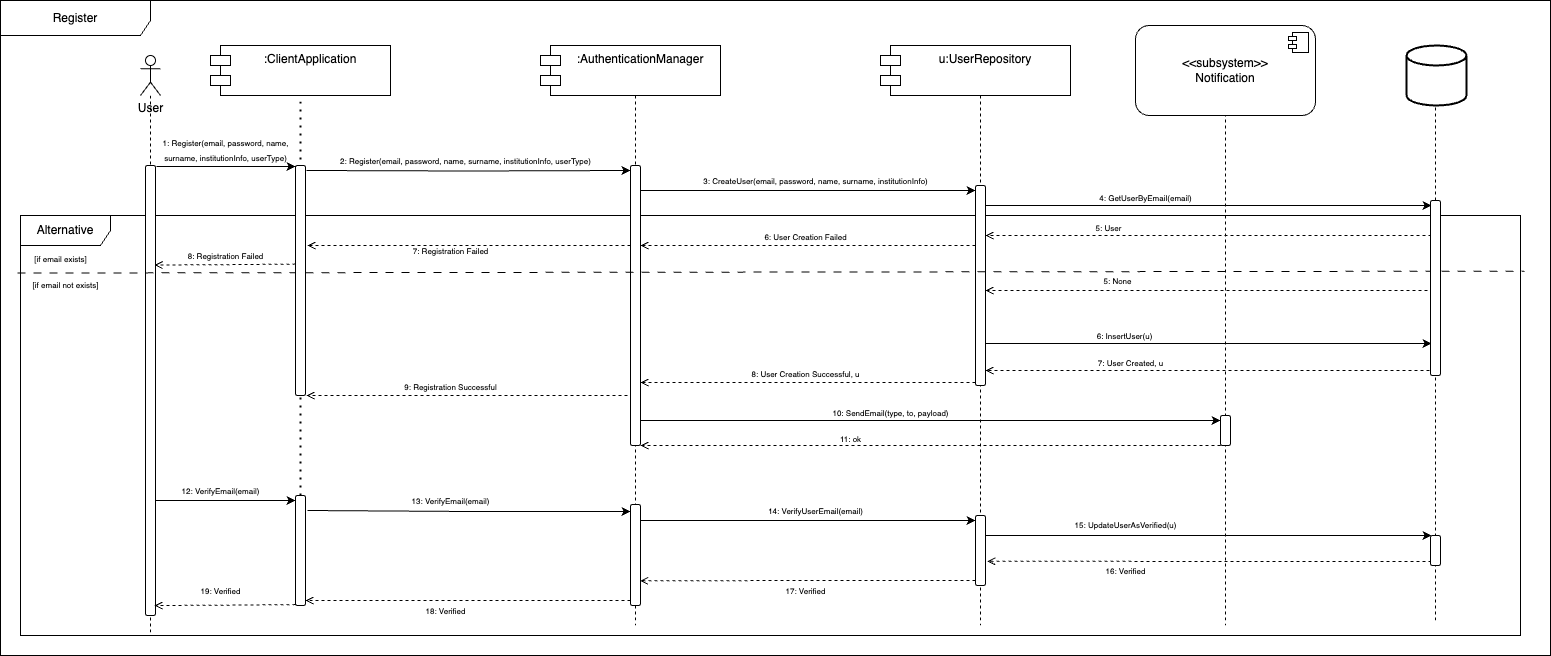 Register
User
:ClientApplication
:AuthenticationManager
u:UserRepository
<<subsystem>>
Notification
1: Register(email, password, name,
surname, institutionInfo, userType)
2: Register(email, password, name, surname, institutionInfo, userType)
3: CreateUser(email, password, name, surname, institutionInfo)
4: GetUserByEmail(email)
Alternative
[if email exists]
5: User
6: User Creation Failed
7: Registration Failed
8: Registration Failed
[if email not exists]
5: None
6: InsertUser(u)
7: User Created, u
8: User Creation Successful, u
9: Registration Successful
10: SendEmail(type, to, payload)
11: ok
12: VerifyEmail(email)
13: VerifyEmail(email)
14: VerifyUserEmail(email)
15: UpdateUserAsVerified(u)
16: Verified
17: Verified
18: Verified
19: Verified